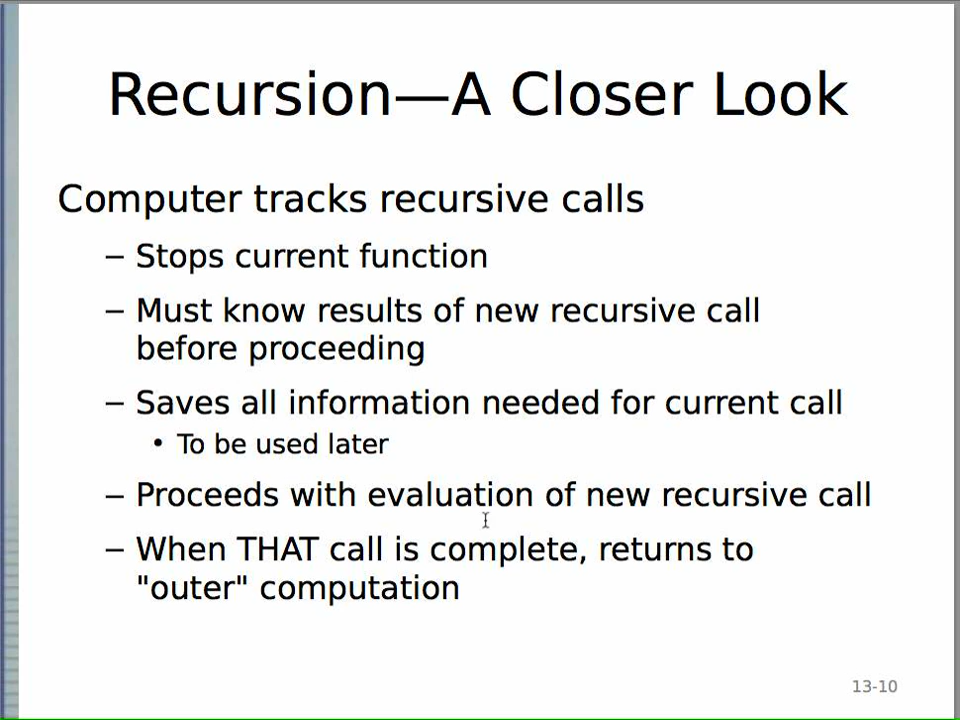 Recursion—A Closer Look
Computer tracks recursive calls
– Stops current function
– Must know results of new recursive call
before proceeding
– Saves all information needed for current call
• To be used later
– Proceeds with evaluation of new recursive call
– When THAT call is complete, returns to
"outer" computation
13-10